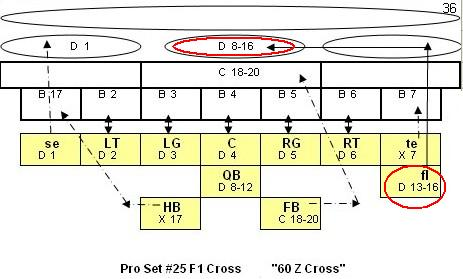 36
D 1 D 8-16
C 18-20
B 17 B 2 B 3 B 4 B 5 B 6 B 7
se LT LG C RG RT te
D 1 D 2 D 3 D 4 D 5 D 6 X 7
QB fl
D 8-12 D 13-16
HB FB
X 17 C 18-20
Pro Set #25 F1 Cross "60 Z Cross"